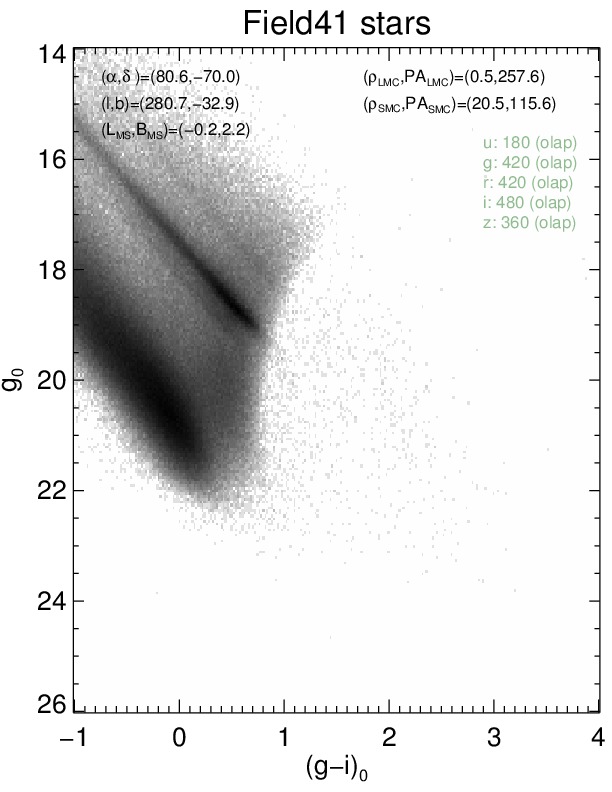 Field41 stars
(α,δ )=(80.6,−70.0)
(ρLMC,PALMC)=(0.5,257.6)
(l,b)=(280.7,−32.9)
(ρSMC,PASMC)=(20.5,115.6)
(LMS,BMS)=(−0.2,2.2)
u: 180 (olap)
g: 420 (olap)
r: 420 (olap)
i: 480 (olap)
z: 360 (olap)
14
16
18
20
22
24
26
g0
−1 0 1 2 3 4
(g−i)0